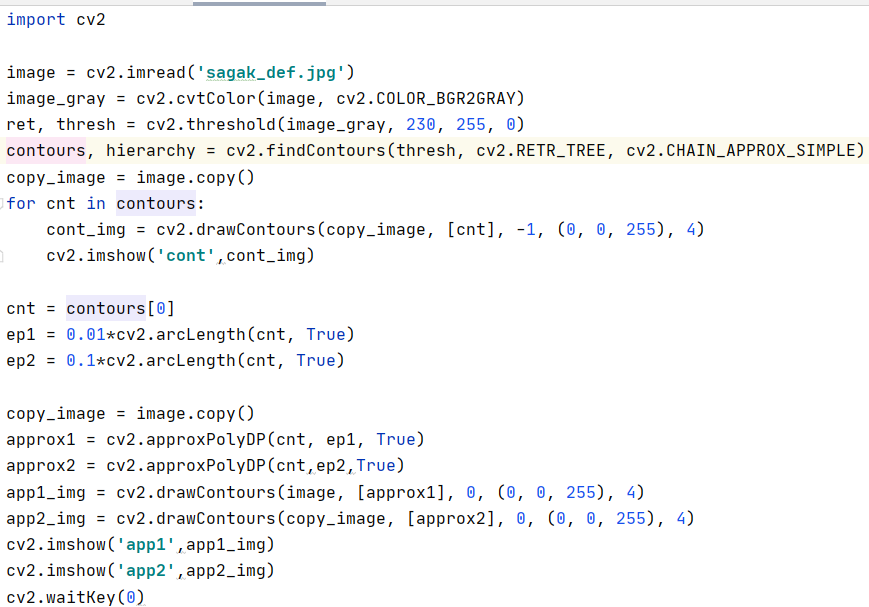 import cv2
image = cv2.imread('sagak_def.jpg')
image_gray = cv2.cvtColor(image, cv2.COLOR_BGR2GRAY)
ret, thresh = cv2.threshold(image_gray, 230, 255, 0)
contours, hierarchy = cv2.findContours(thresh, cv2.RETR_TREE, cv2.CHAIN_APPROX_SIMPLE)
copy_image = image.copy()
for cnt in contours:
    cont_img = cv2.drawContours(copy_image, [cnt], -1, (0, 0, 255), 4)
    cv2.imshow('cont',cont_img)
cnt = contours[0]
ep1 = 0.01*cv2.arcLength(cnt, True)
ep2 = 0.1*cv2.arcLength(cnt, True)
copy_image = image.copy()
approx1 = cv2.approxPolyDP(cnt, ep1, True)
approx2 = cv2.approxPolyDP(cnt,ep2,True)
app1_img = cv2.drawContours(image, [approx1], 0, (0, 0, 255), 4)
app2_img = cv2.drawContours(copy_image, [approx2], 0, (0, 0, 255), 4)
cv2.imshow('app1',app1_img)
cv2.imshow('app2',app2_img)
cv2.waitKey(0)